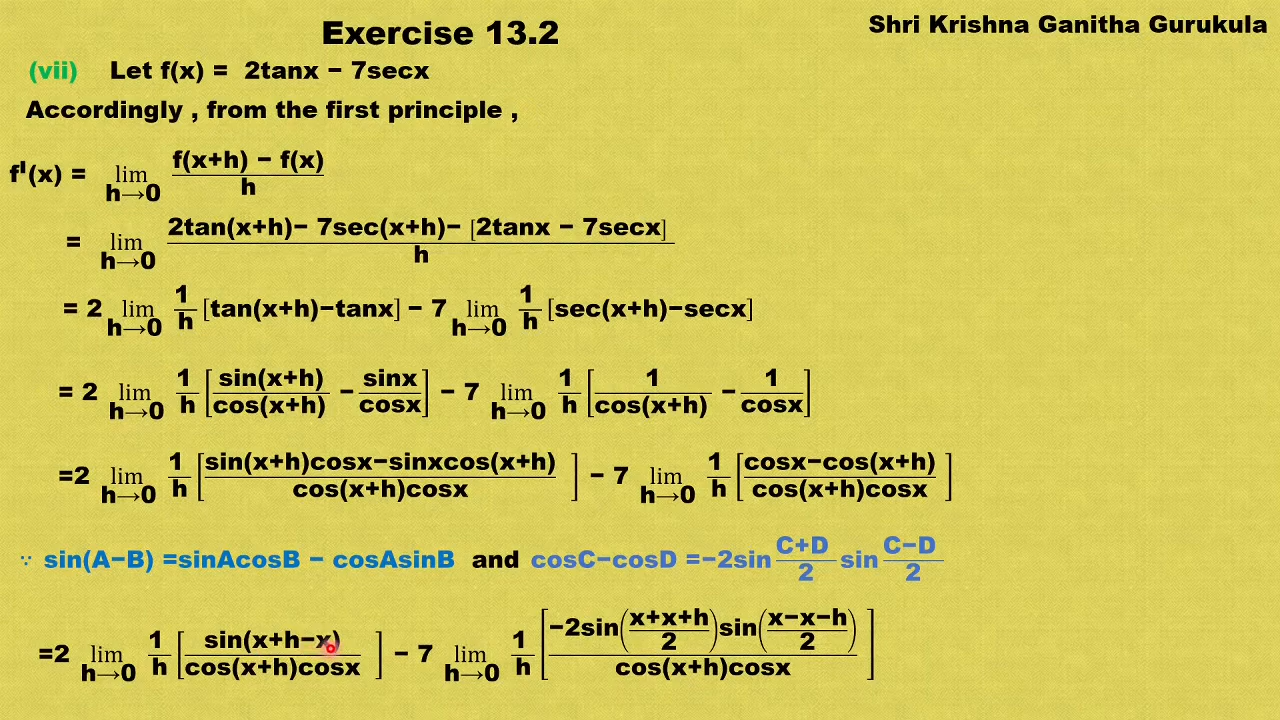 Exercise 13.2
Shri Krishna Ganitha Gurukula
(vii) Let f(x) = 2tanx − 7secx
Accordingly , from the first principle ,
fᴵ(x) = lim h→0 f(x+h) − f(x) / h
= lim h→0 2tan(x+h)− 7sec(x+h)− [2tanx − 7secx] / h
= 2 lim h→0 1/h [tan(x+h)−tanx] − 7 lim h→0 1/h [sec(x+h)−secx]
= 2 lim h→0 1/h [sin(x+h)/cos(x+h) − sinx/cosx] − 7 lim h→0 1/h [1/cos(x+h) − 1/cosx]
=2 lim h→0 1/h [sin(x+h)cosx−sinxcos(x+h) / cos(x+h)cosx] − 7 lim h→0 1/h [cosx−cos(x+h) / cos(x+h)cosx]
∵ sin(A−B) =sinAcosB − cosAsinB and cosC−cosD =−2sin C+D/2 sin C−D/2
=2 lim h→0 1/h [sin(x+h−x) / cos(x+h)cosx] − 7 lim h→0 1/h [−2sin(x+x+h/2)sin(x−x−h/2) / cos(x+h)cosx]